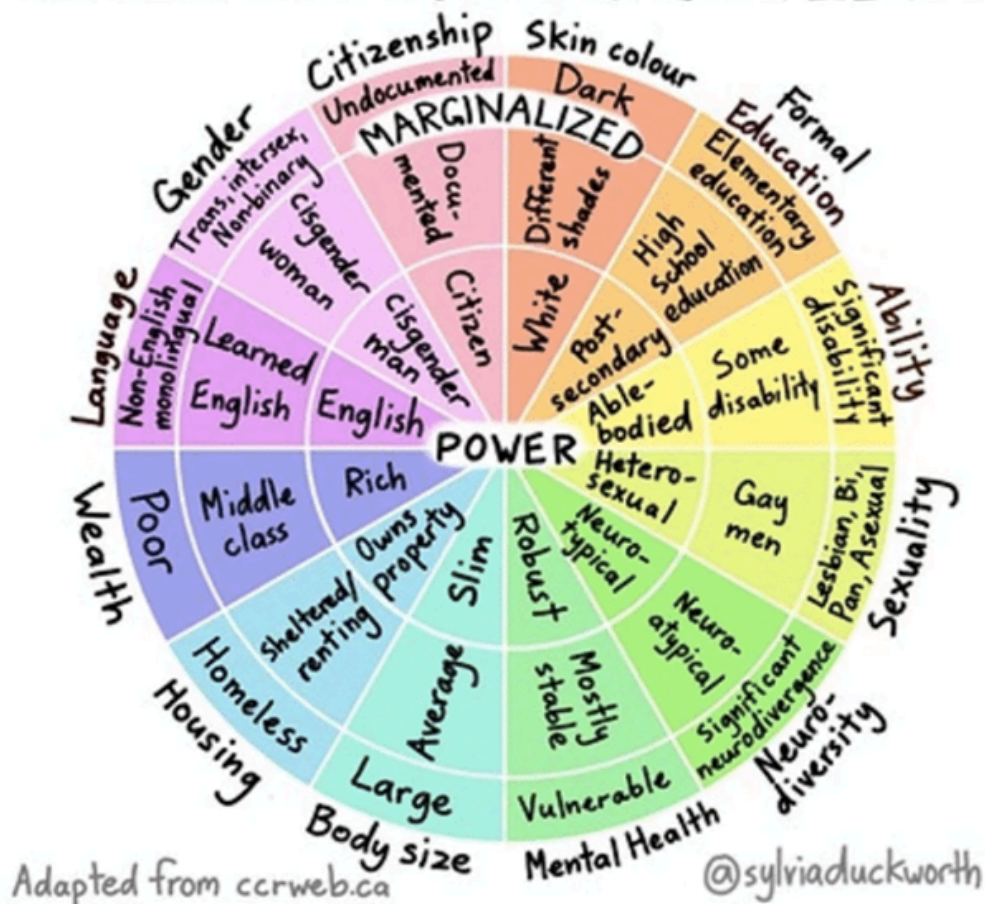 MARGINALIZED
POWER
Citizenship
Undocumented
Docu-
mented
Citizen
Skin colour
Dark
Different
shades
White
Formal
Education
Elementary
education
High
school
education
Post-
secondary
Ability
Significant
disability
Some
disability
Able-
bodied
Sexuality
Lesbian, Bi,
Pan, Asexual
Gay
men
Hetero-
sexual
Neuro-
diversity
Significant
neurodivergence
Neuro-
atypical
Neuro-
typical
Mental Health
Vulnerable
Mostly
stable
Robust
Body size
Large
Average
Slim
Housing
Homeless
Sheltered/
renting
Owns
property
Wealth
Poor
Middle
class
Rich
Language
Non-English
monolingual
Learned
English
English
Gender
Trans, intersex,
Non-binary
cisgender
woman
cisgender
man
Adapted from ccrweb.ca
@sylviaduckworth